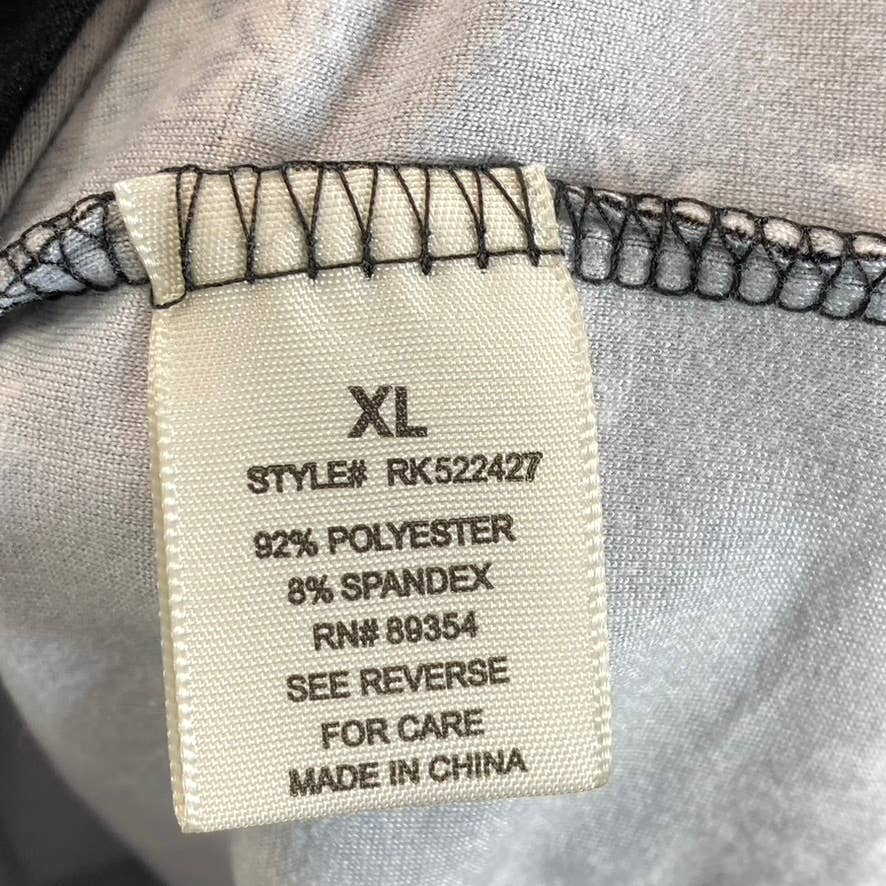 XL
STYLE# RK522427
92% POLYESTER
8% SPANDEX
RN# 89354
SEE REVERSE
FOR CARE
MADE IN CHINA